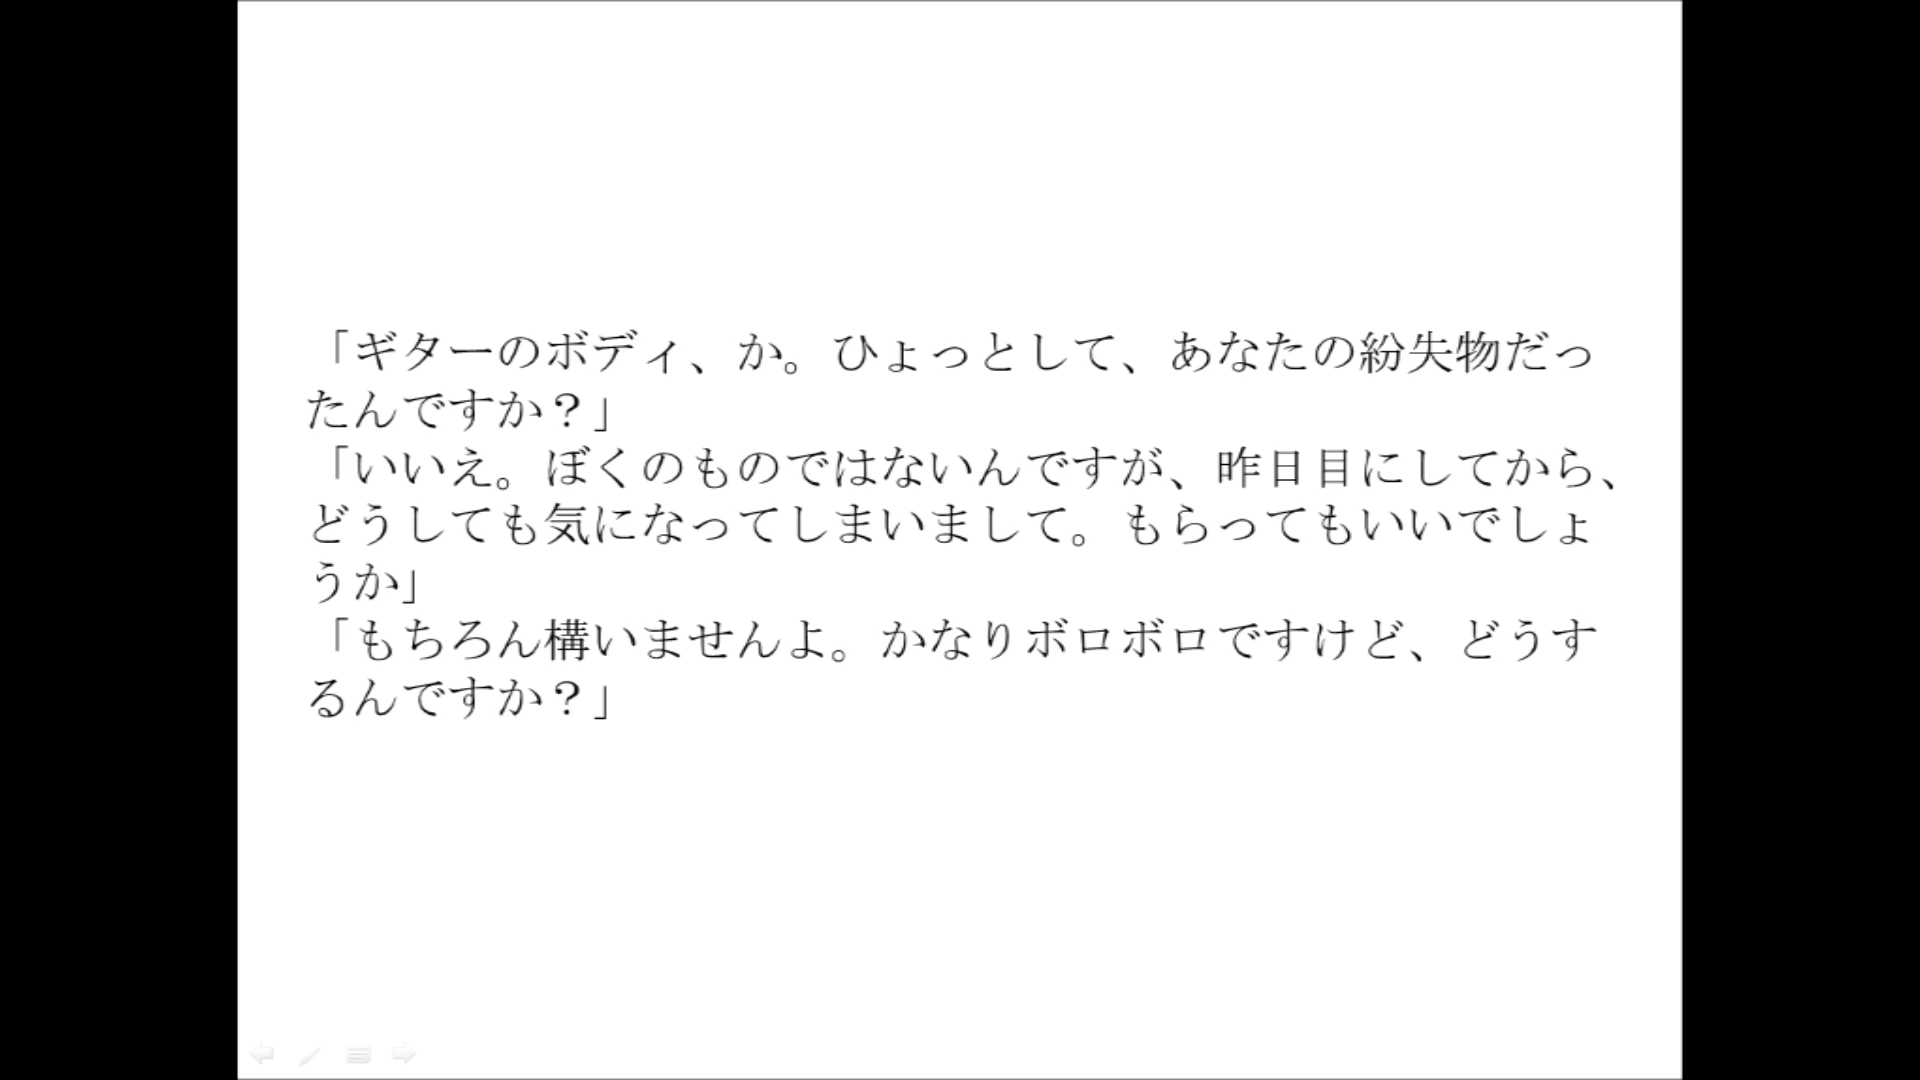 「ギターのボディ、か。ひょっとして、あなたの紛失物だっ
たんですか？」
「いいえ。ぼくのものではないんですが、昨日目にしてから、
どうしても気になってしまいまして。もらってもいいでしょ
うか」
「もちろん構いませんよ。かなりボロボロですけど、どうす
るんですか？」